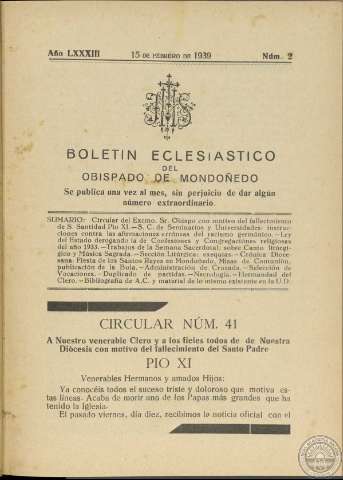 Año LXXXIII 15 DE FEBRERO DE 1939 Núm. 2
BOLETIN ECLESIASTICO
DEL
OBISPADO DE MONDOÑEDO
Se publica una vez al mes, sin perjuicio de dar algún
número extraordinario
SUMARIO: Circular del Excmo. Sr. Obispo con motivo del fallecimiento
de S. Santidad Pío XI.—S. C. de Seminarios y Universidades: instruc-
ciones contra las afirmaciones erróneas del racismo germánico.—Ley
del Estado derogando la de Confesiones y Congregaciones religiosas
del año 1933.—Trabajos de la Semana Sacerdotal: sobre Canto litúrgi-
co y Música Sagrada.—Sección Litúrgica: exequias.—Crónica Dioce-
sana: Fiesta de los Santos Reyes en Mondoñedo, Misas de Comunión,
publicación de la Bula.—Administración de Cruzada.—Selección de
Vocaciones.—Duplicado de partidas.—Necrología.—Hermandad del
Clero.—Bibliografía de A.C. y material de la misma existente en la U.D.
CIRCULAR NÚM. 41
A Nuestro venerable Clero y a los fieles todos de de Nuestra
Diócesis con motivo del fallecimiento del Santo Padre
PIO XI
Venerables Hermanos y amados Hijos:
Ya conocéis todos el suceso triste y doloroso que motiva es-
tas líneas. Acaba de morir uno de los Papas más grandes que ha
tenido la Iglesia.
El pasado viernes, día diez, recibimos la noticia oficial con el